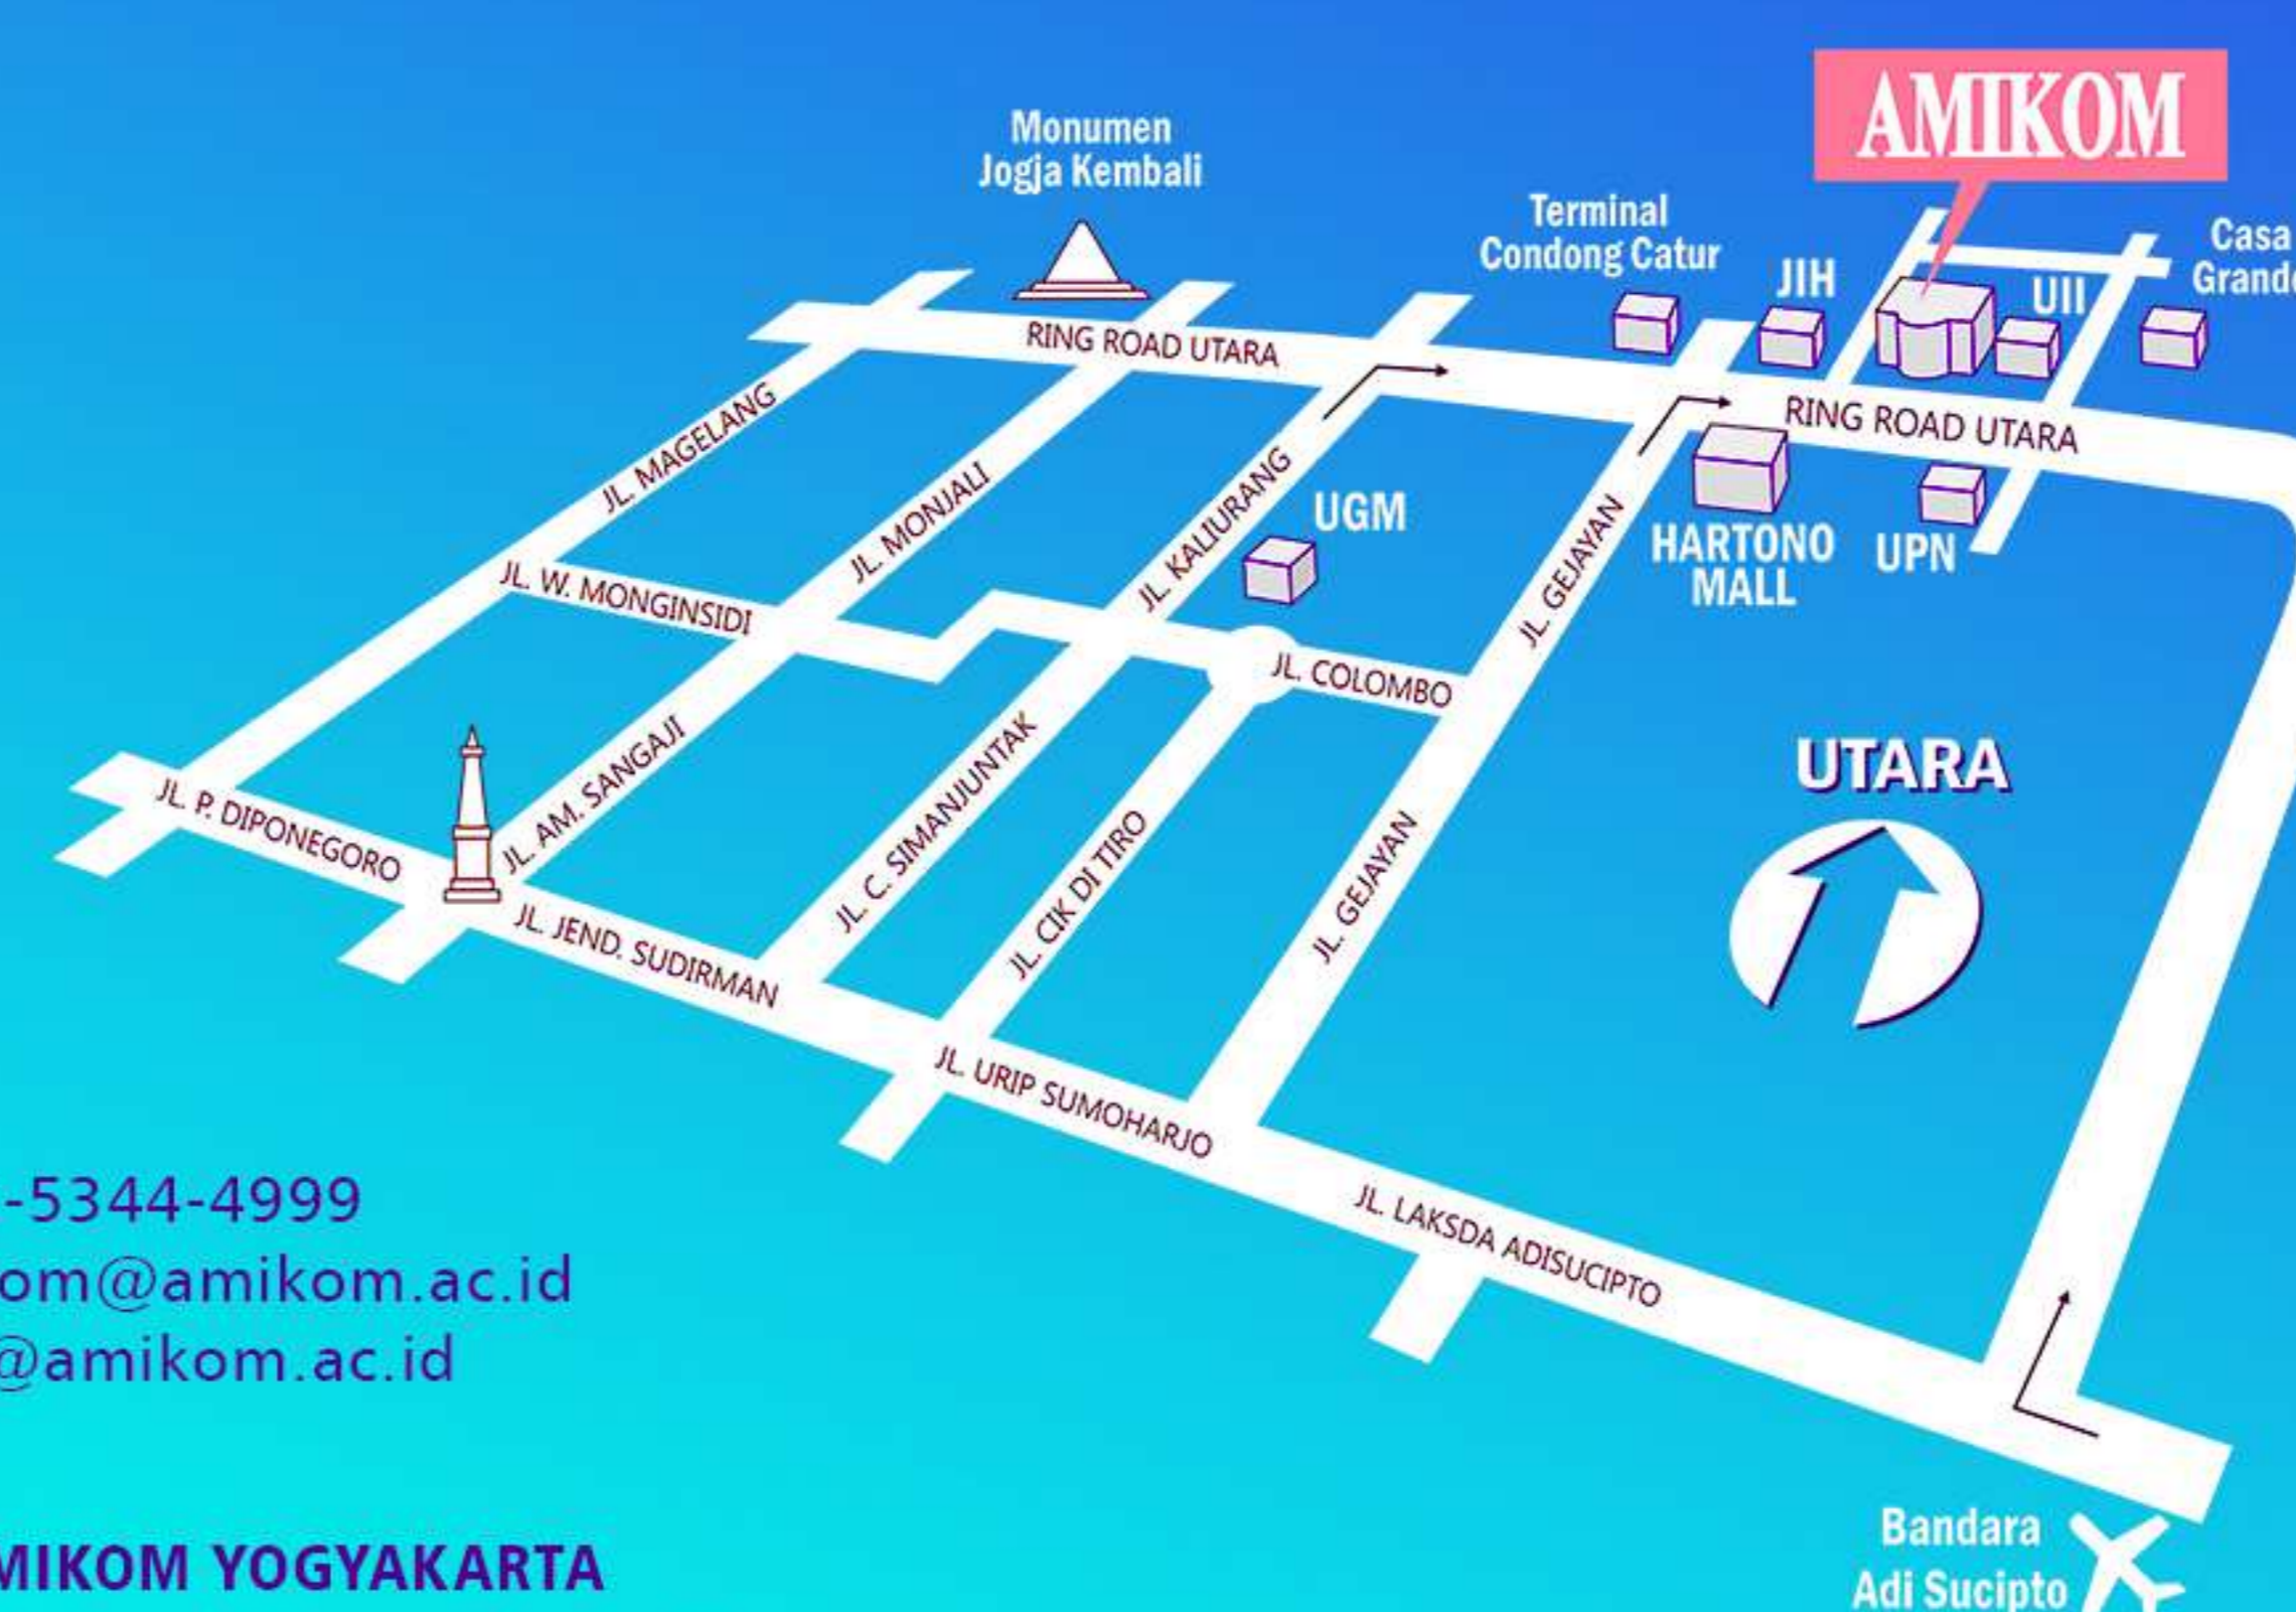 AMIKOM
Monumen
Jogja Kembali
Terminal
Condong Catur
JIH
UII
Casa
RING ROAD UTARA
RING ROAD UTARA
JL. MAGELANG
JL. MONJALI
JL. KALIURANG
UGM
JL. GEJAYAN
HARTONO
MALL
UPN
JL. W. MONGINSIDI
JL. COLOMBO
UTARA
JL. P. DIPONEGORO
JL. AM. SANGAJI
JL. C. SIMANJUNTAK
JL. CIK DI TIRO
JL. GEJAYAN
JL. JEND. SUDIRMAN
JL. URIP SUMOHARJO
JL. LAKSDA ADISUCIPTO
-5344-4999
om@amikom.ac.id
@amikom.ac.id
MIKOM YOGYAKARTA
Bandara
Adi Sucipto